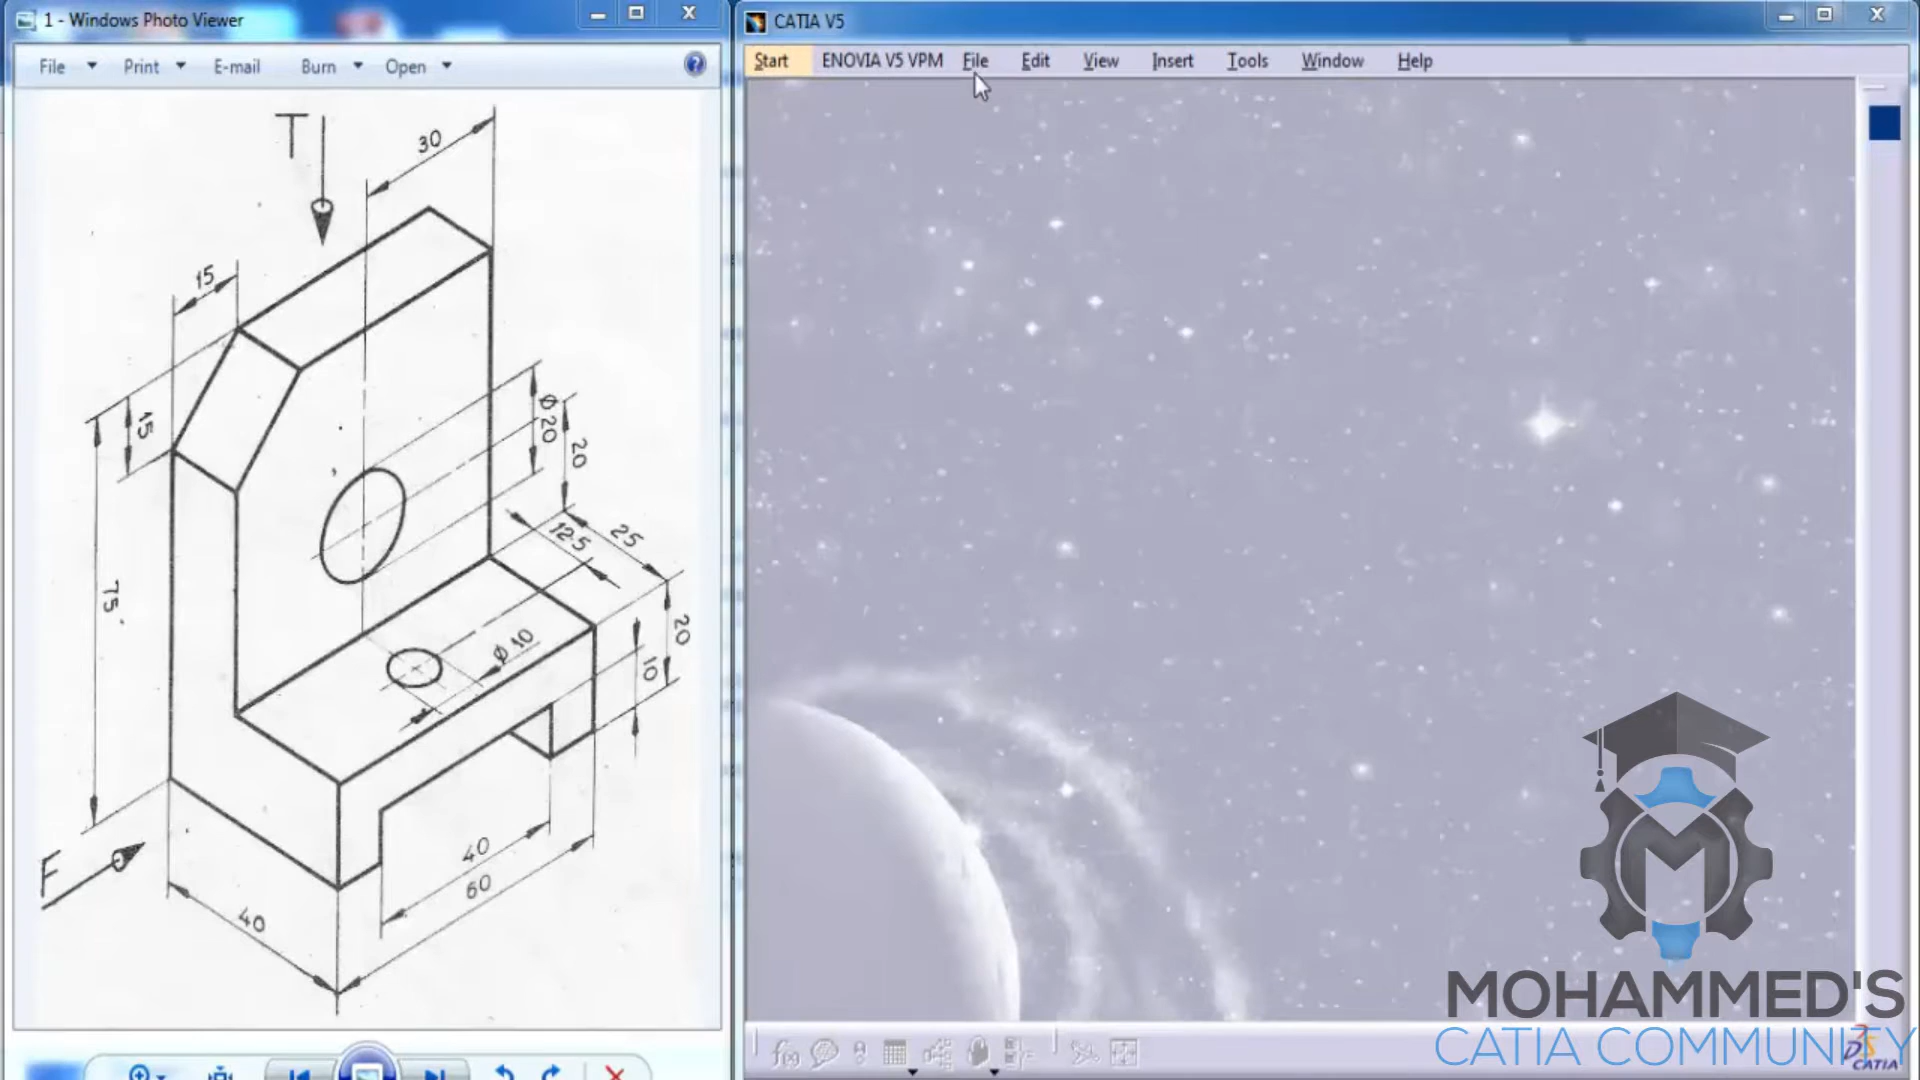 1 - Windows Photo Viewer
File Print E-mail Burn Open
T
30
15
15
Ø 20
20
12.5
25
75
Ø 10
20
10
F
40
60
40
CATIA V5
Start ENOVIA V5 VPM File Edit View Insert Tools Window Help
f(x)
M
MOHAMMED'S
CATIA COMMUNITY
CATIA